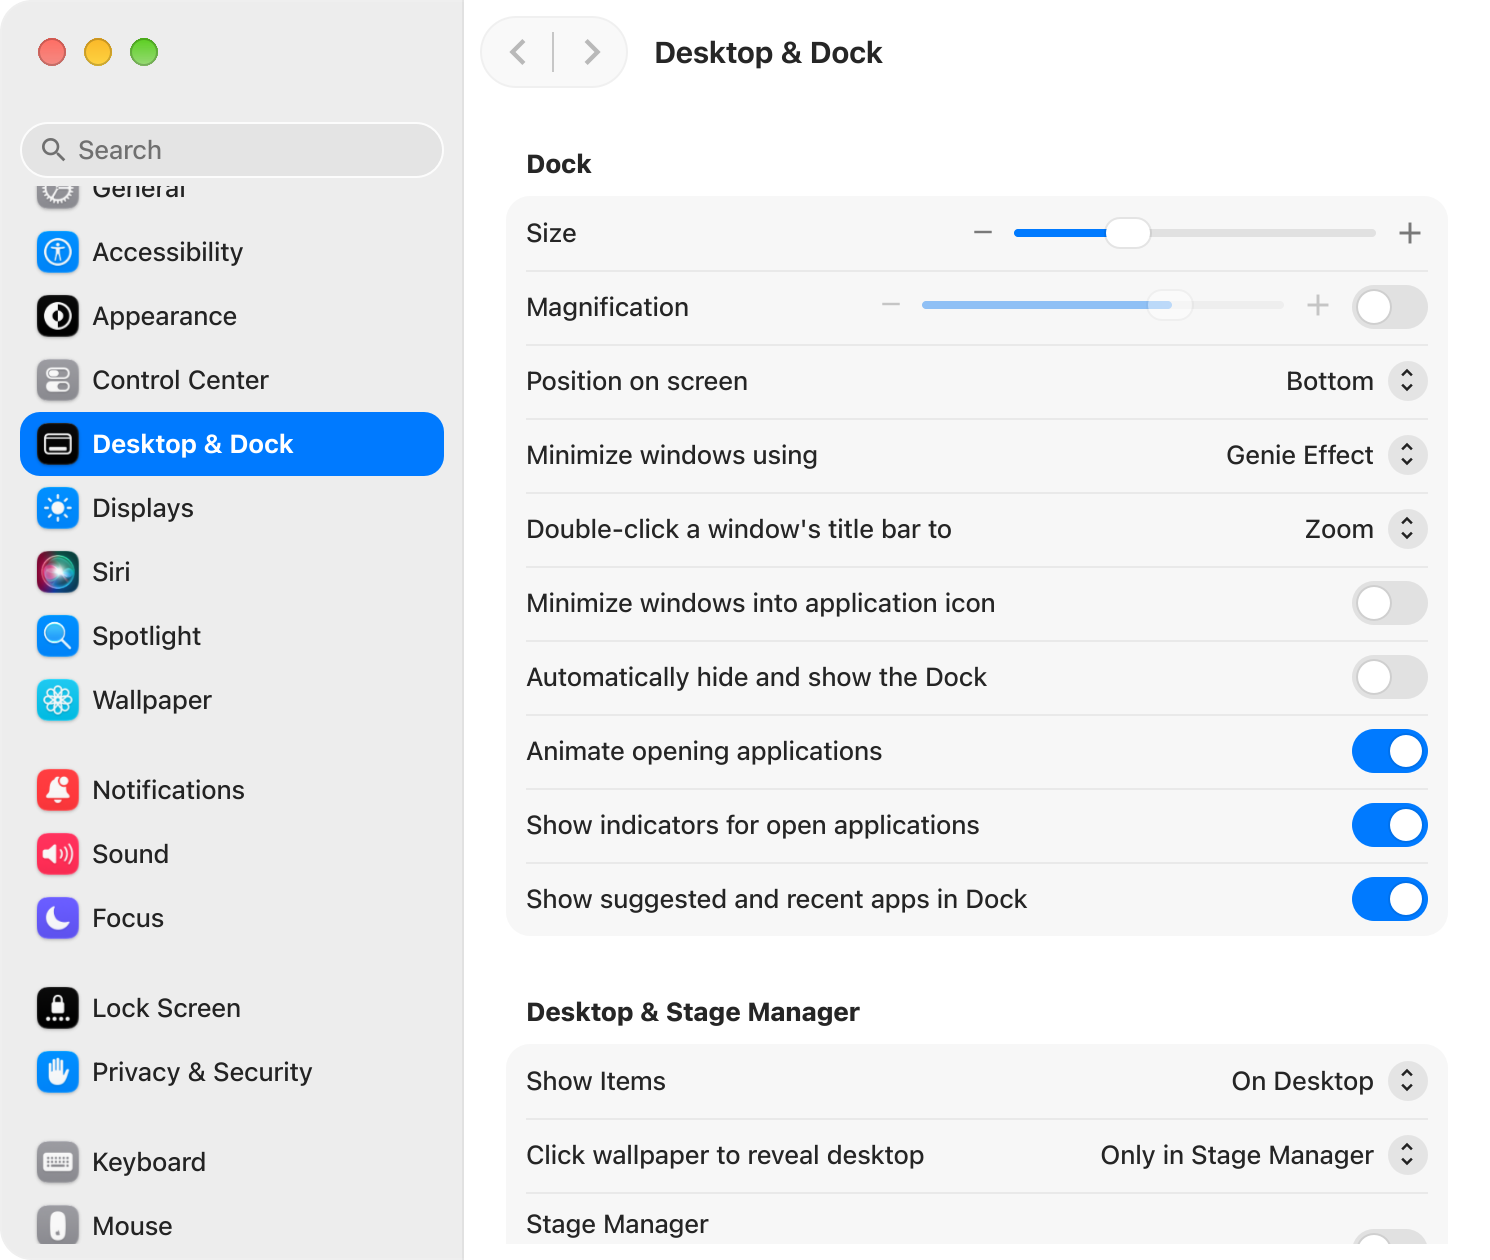 Desktop & Dock
Search
General
Accessibility
Appearance
Control Center
Desktop & Dock
Displays
Siri
Spotlight
Wallpaper
Notifications
Sound
Focus
Lock Screen
Privacy & Security
Keyboard
Mouse
Dock
Size
Magnification
Position on screen Bottom
Minimize windows using Genie Effect
Double-click a window's title bar to Zoom
Minimize windows into application icon
Automatically hide and show the Dock
Animate opening applications
Show indicators for open applications
Show suggested and recent apps in Dock
Desktop & Stage Manager
Show Items On Desktop
Click wallpaper to reveal desktop Only in Stage Manager
Stage Manager